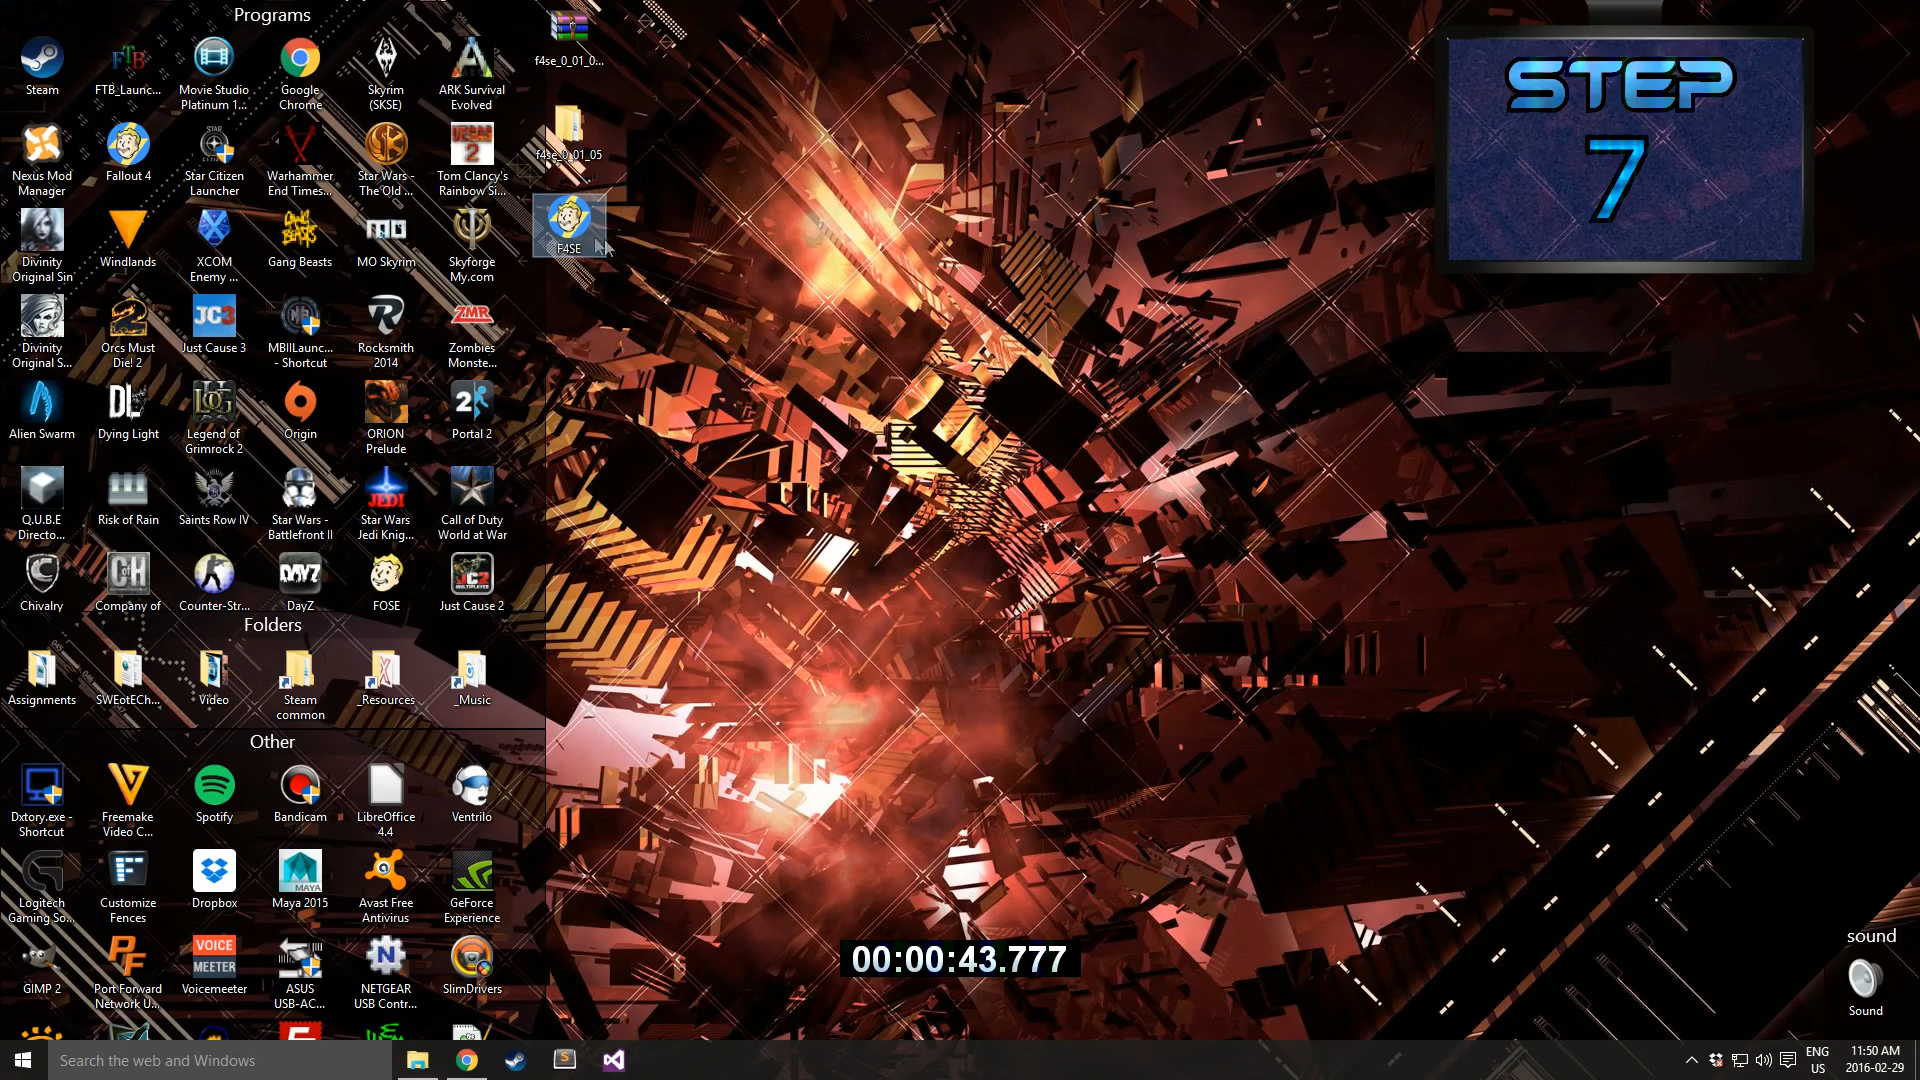 Programs
f4se_0_01_0...
Steam
FTB_Launc...
Movie Studio
Platinum 1...
Google
Chrome
Skyrim
(SKSE)
ARK Survival
Evolved
STEP
7
f4se_0_01_05
Nexus Mod
Manager
Fallout 4
Star Citizen
Launcher
Warhammer
End Times...
Star Wars -
The Old ...
Tom Clancy's
Rainbow Si...
F4SE
Divinity
Original Sin
Windlands
XCOM
Enemy ...
Gang Beasts
MO Skyrim
Skyforge
My.com
Divinity
Original S...
Orcs Must
Die! 2
Just Cause 3
MBIILaunc...
- Shortcut
Rocksmith
2014
Zombies
Monste...
Alien Swarm
Dying Light
Legend of
Grimrock 2
Origin
ORION
Prelude
Portal 2
Q.U.B.E
Directo...
Risk of Rain
Saints Row IV
Star Wars -
Battlefront II
Star Wars
Jedi Knig...
Call of Duty
World at War
Chivalry
Company of
Counter-Str...
DayZ
FOSE
Just Cause 2
Folders
Assignments
SWEotECh...
Video
Steam
common
_Resources
_Music
Other
Dxtory.exe -
Shortcut
Freemake
Video C...
Spotify
Bandicam
LibreOffice
4.4
Ventrilo
Logitech
Gaming So...
Customize
Fences
Dropbox
Maya 2015
Avast Free
Antivirus
GeForce
Experience
GIMP 2
Port Forward
Network U...
Voicemeeter
ASUS
USB-AC...
NETGEAR
USB Contr...
SlimDrivers
00:00:43.777
sound
Sound
Search the web and Windows
ENG
US
11:50 AM
2016-02-29